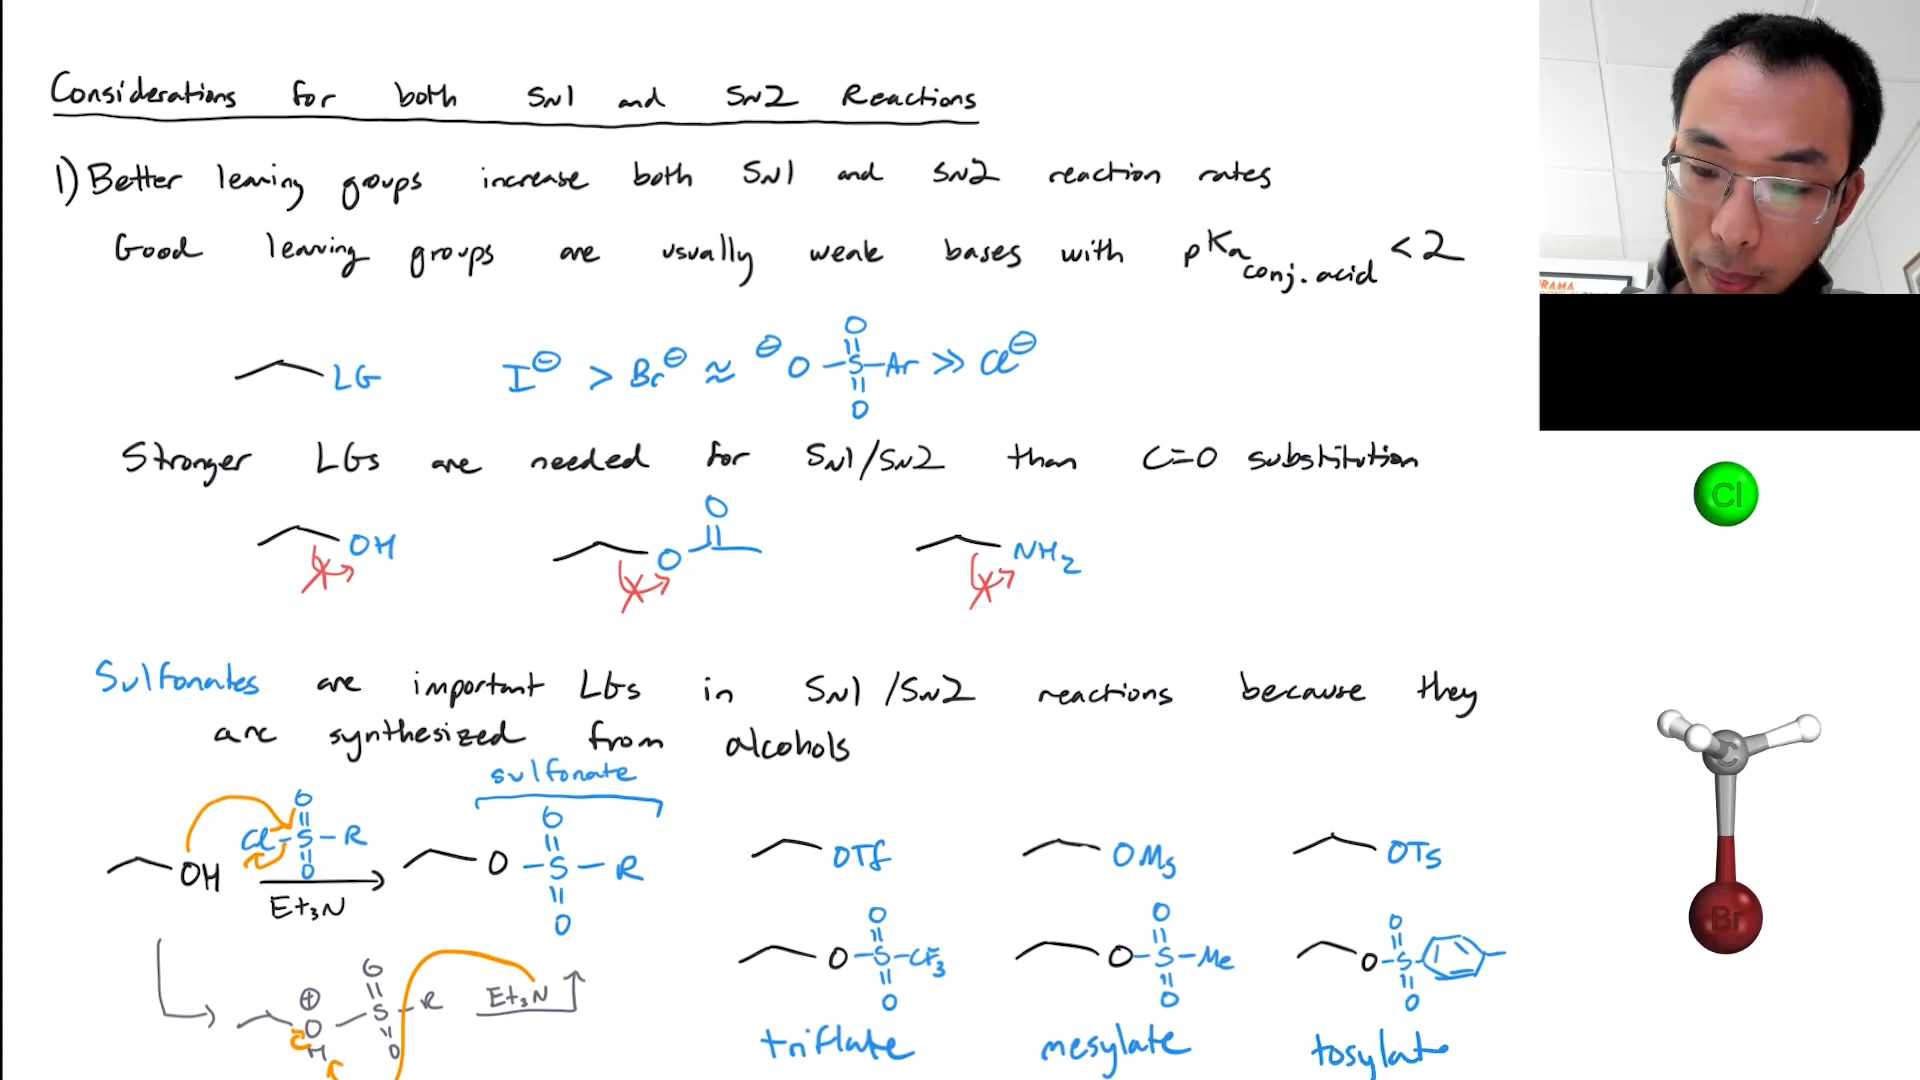 Considerations for both SN1 and SN2 Reactions
1) Better leaving groups increase both SN1 and SN2 reaction rates
Good leaving groups are usually weak bases with pKa conj. acid < 2
LG I⊖ > Br⊖ ≈ ⊖O-S-Ar >> Cl⊖
O
O
Stronger LGs are needed for SN1/SN2 than C=O substitution
OH
O
O
NH2
Sulfonates are important LGs in SN1/SN2 reactions because they
are synthesized from alcohols
sulfonate
OH
O
Cl-S-R
O
Et3N
O
O-S-R
O
OTf
OMs
OTs
⊕
O
H
O
S-R
O
Et3N
O
O-S-CF3
O
O
O-S-Me
O
O
O-S
O
triflate mesylate tosylate
RAMA
Cl
C
Br